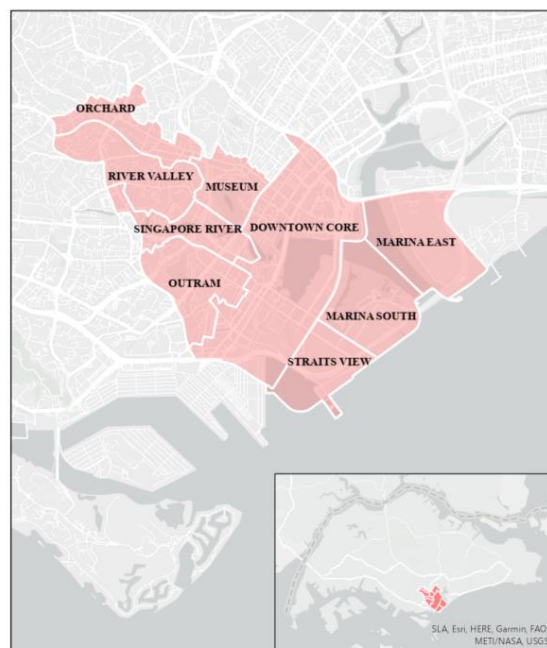 ORCHARD
RIVER VALLEY
MUSEUM
SINGAPORE RIVER
DOWNTOWN CORE
MARINA EAST
OUTRAM
MARINA SOUTH
STRAITS VIEW
SLA, Esri, HERE, Garmin, FAO,
METI/NASA, USGS